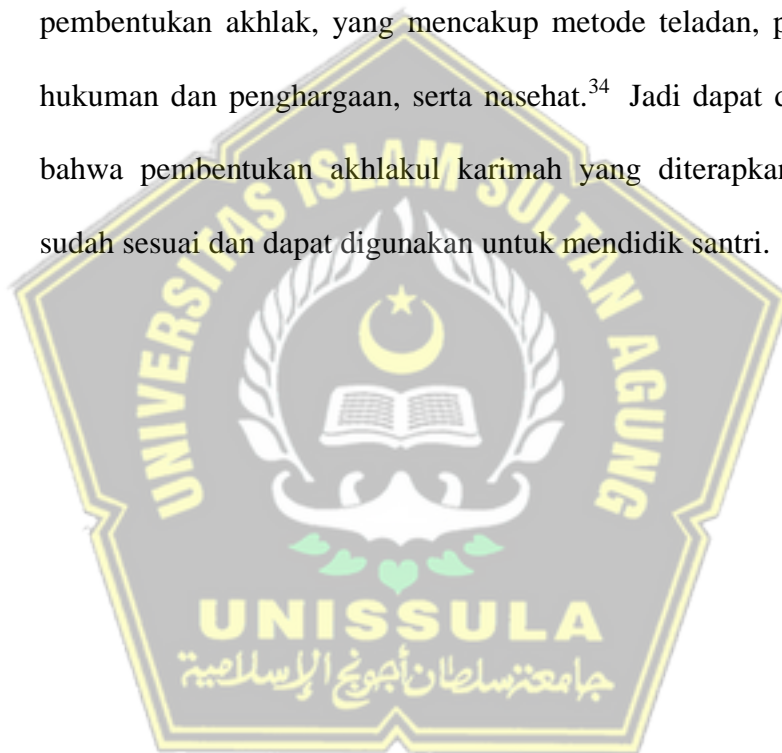 pembentukan akhlak, yang mencakup metode teladan, p
hukuman dan penghargaan, serta nasehat.34 Jadi dapat d
bahwa pembentukan akhlakul karimah yang diterapkan
sudah sesuai dan dapat digunakan untuk mendidik santri.
UNIVERSITAS ISLAM SULTAN AGUNG
UNISSULA
جامعة سلطان أجونج الإسلامية